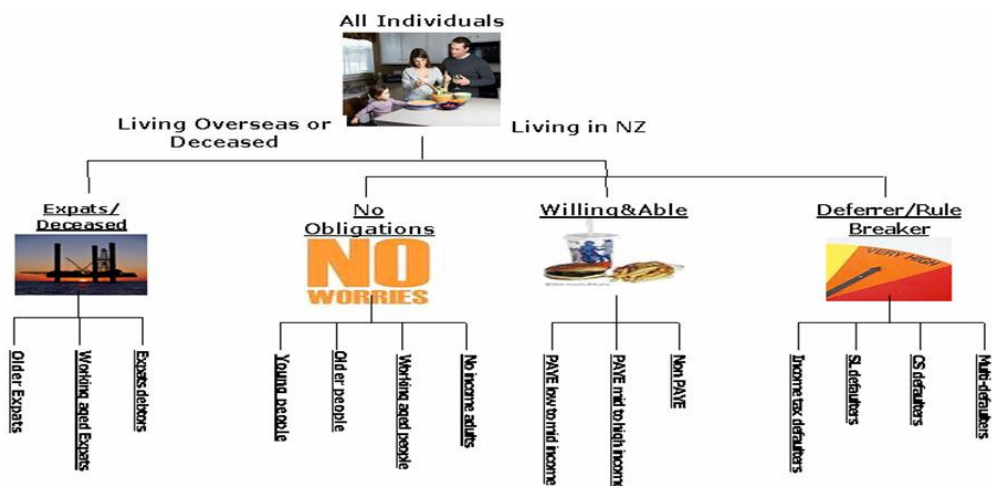 All Individuals
Living Overseas or
Deceased
Living in NZ
Expats/
Deceased
No
Obligations
Willing&Able
Deferrer/Rule
Breaker
NO
WORRIES
VERY HIGH
Older Expats
Working aged Expats
Expats debtors
Young people
Older people
Working aged people
No income adults
PAYE low to mid income
PAYE mid to high income
Non PAYE
Income tax defaulters
SL defaulters
CS defaulters
Multi-defaulters